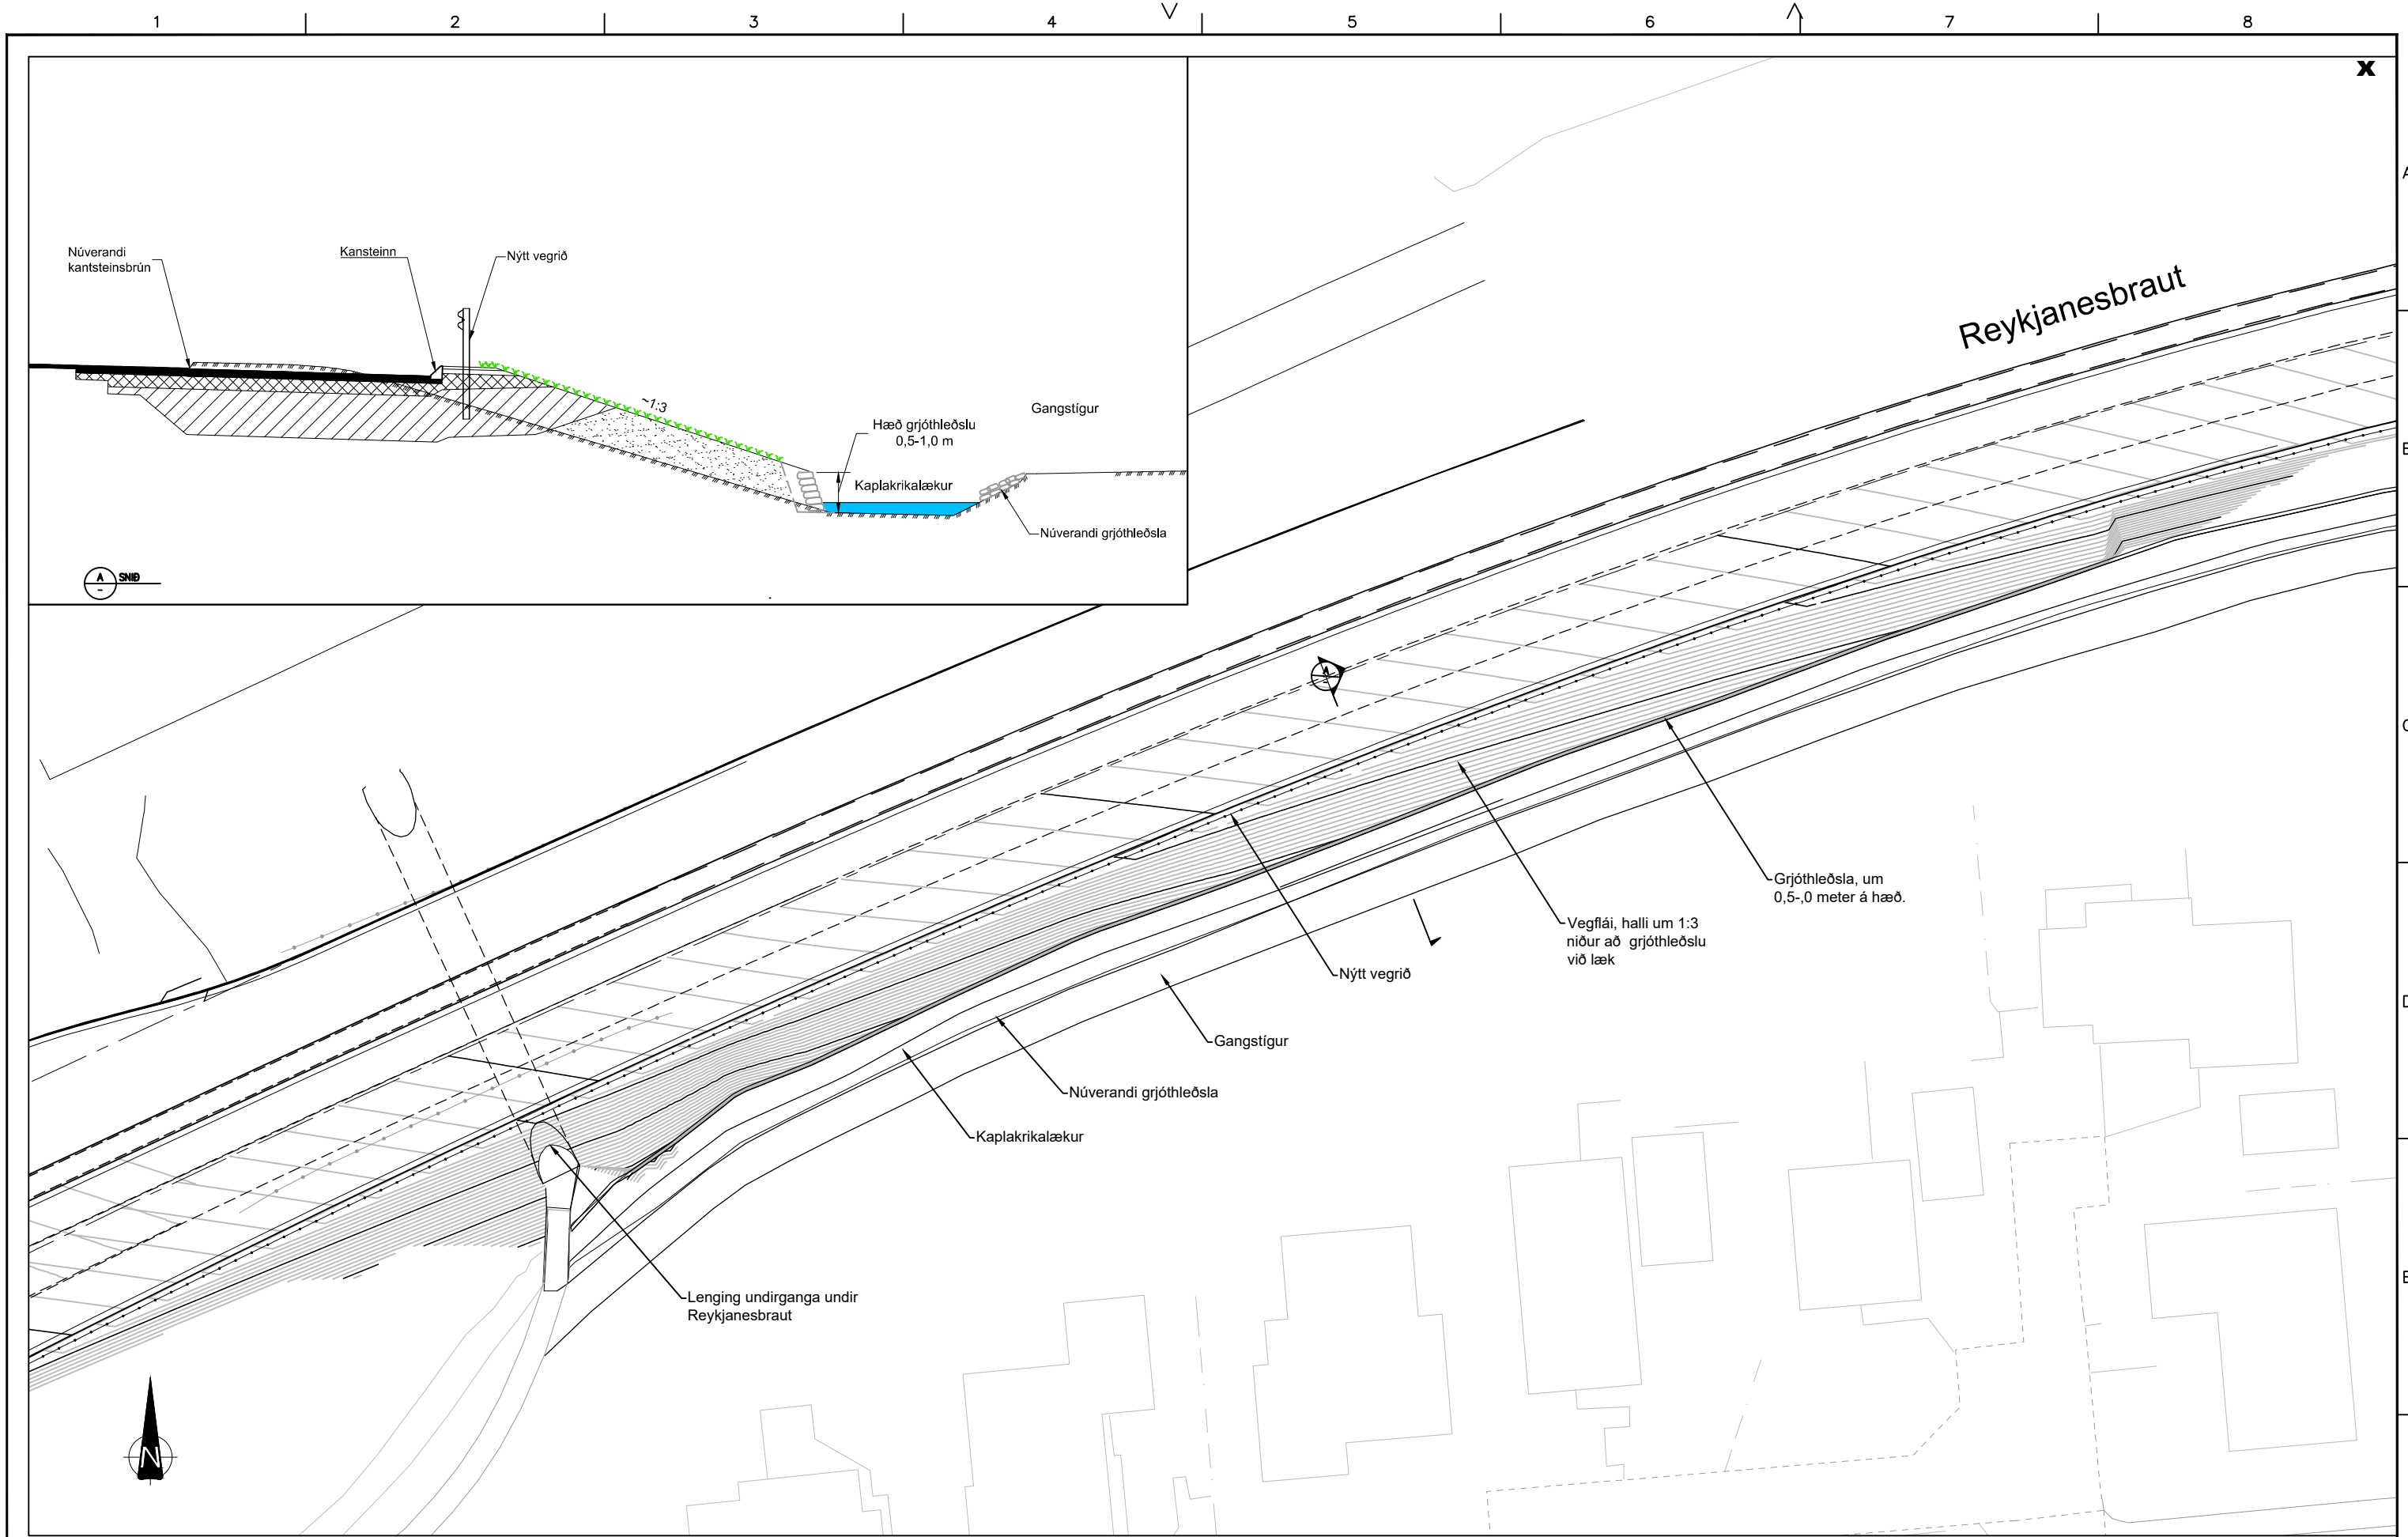 1 2 3 4 5 6 7 8
X
A
Núverandi
kantsteinsbrún
Kansteinn
Nýtt vegrið
~1:3
Hæð grjóthleðslu
0,5-1,0 m
Gangstígur
Kaplakrikalækur
Núverandi grjóthleðsla
A SNIÐ
-
Reykjanesbraut
A
-
Grjóthleðsla, um
0,5-,0 meter á hæð.
Vegflái, halli um 1:3
niður að grjóthleðslu
við læk
Nýtt vegrið
Gangstígur
Núverandi grjóthleðsla
Kaplakrikalækur
Lenging undirganga undir
Reykjanesbraut
N